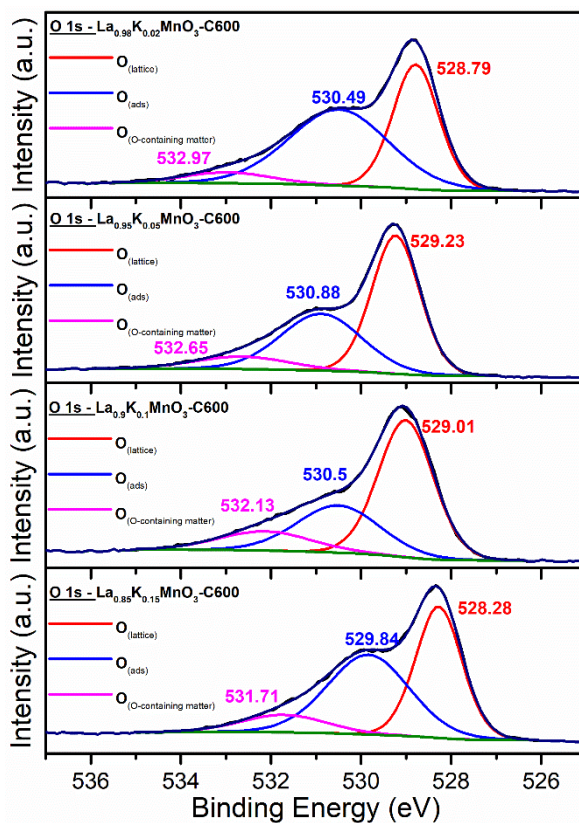 O 1s - La0.98K0.02MnO3-C600
O(lattice)
O(ads)
O(O-containing matter)
528.79
530.49
532.97
Intensity (a.u.)
O 1s - La0.95K0.05MnO3-C600
O(lattice)
O(ads)
O(O-containing matter)
529.23
530.88
532.65
Intensity (a.u.)
O 1s - La0.9K0.1MnO3-C600
O(lattice)
O(ads)
O(O-containing matter)
529.01
530.5
532.13
Intensity (a.u.)
O 1s - La0.85K0.15MnO3-C600
O(lattice)
O(ads)
O(O-containing matter)
528.28
529.84
531.71
Intensity (a.u.)
536 534 532 530 528 526
Binding Energy (eV)